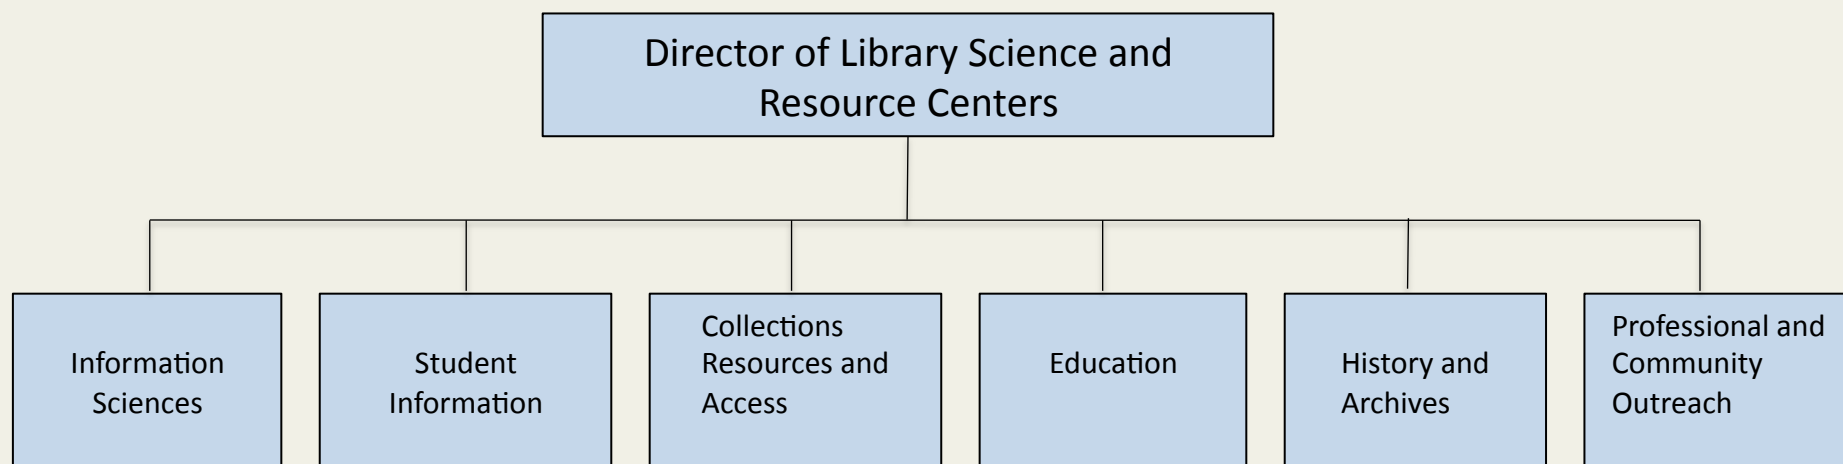 Director of Library Science and
Resource Centers
Information
Sciences
Student
Information
Collections
Resources and
Access
Education
History and
Archives
Professional and
Community
Outreach